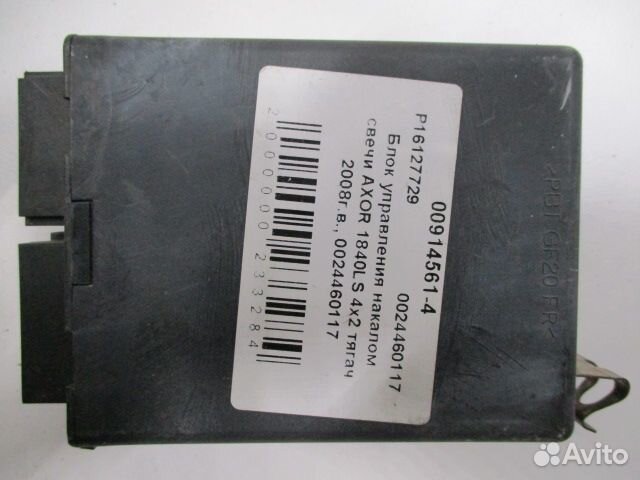 00914561-4
P16127729 0024460117
Блок управления накалом
свечи AXOR 1840LS 4x2 тягач
2008г.в., 0024460117
2000000233284
>PBT GF20 FR<
Avito